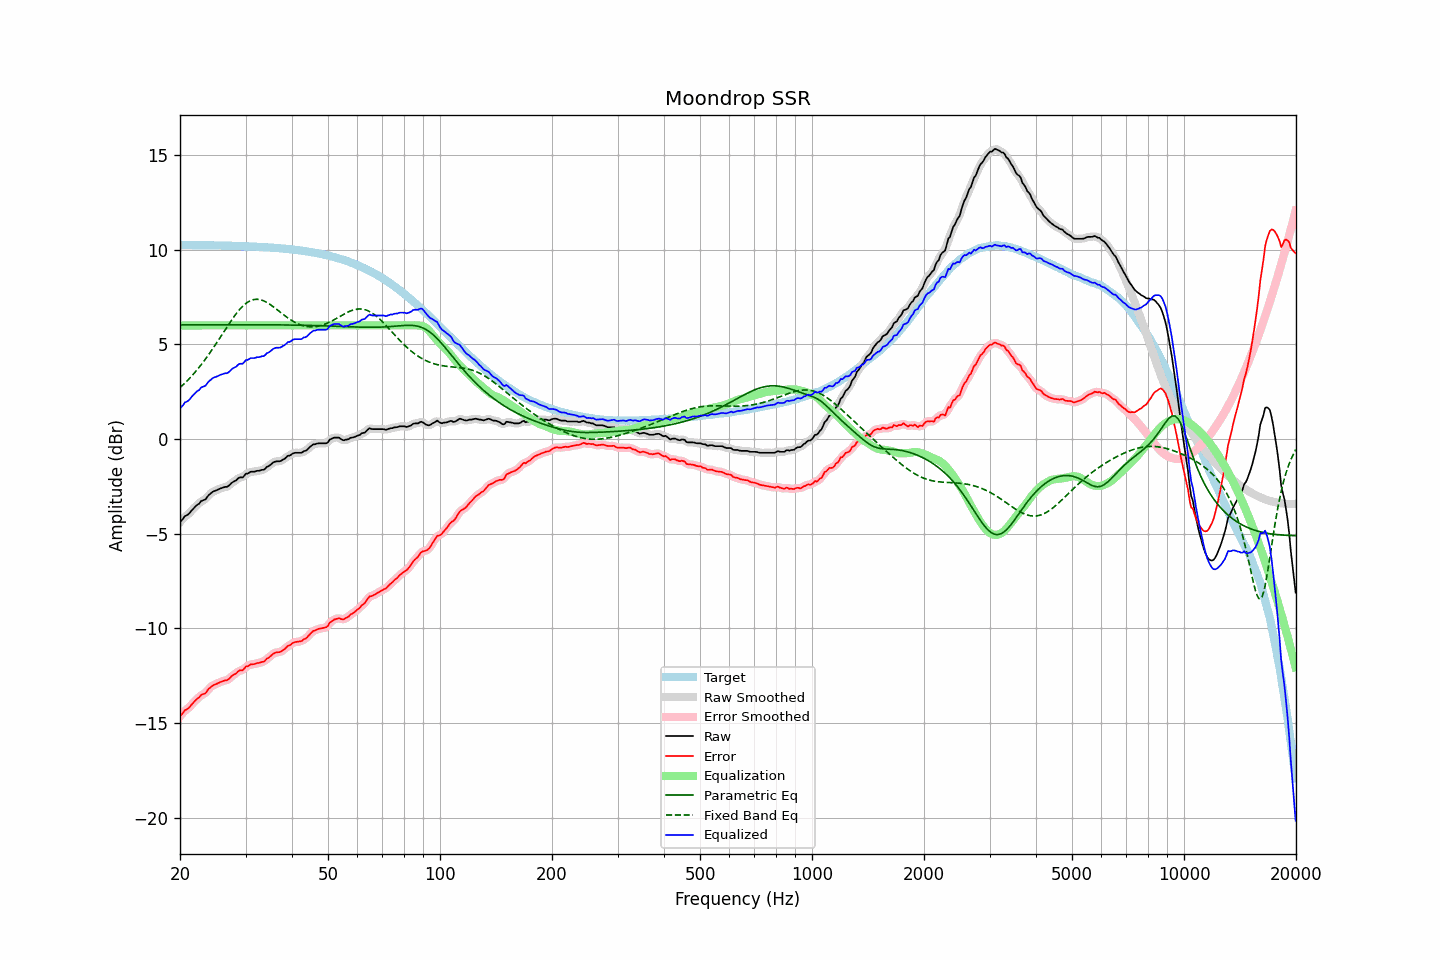 Moondrop SSR
15
10
5
0
−5
−10
−15
−20
Amplitude (dBr)
Target
Raw Smoothed
Error Smoothed
Raw
Error
Equalization
Parametric Eq
Fixed Band Eq
Equalized
20 50 100 200 500 1000 2000 5000 10000 20000
Frequency (Hz)